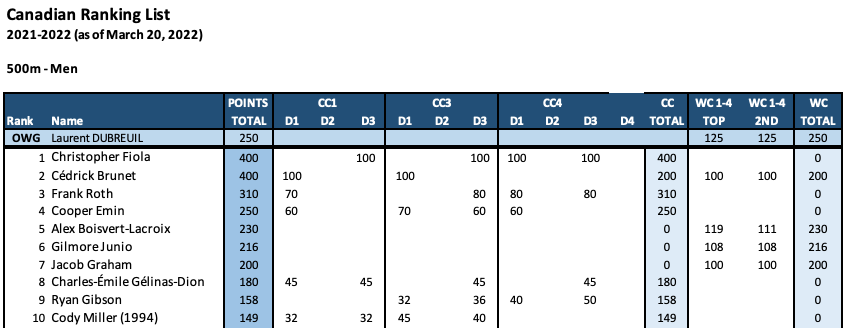 Canadian Ranking List
2021-2022 (as of March 20, 2022)
500m - Men
POINTS CC1 CC3 CC4 CC WC 1-4 WC 1-4 WC
Rank Name TOTAL D1 D2 D3 D1 D2 D3 D1 D2 D3 D4 TOTAL TOP 2ND TOTAL
OWG Laurent DUBREUIL 250 125 125 250
1 Christopher Fiola 400 100 100 100 100 400 0
2 Cédrick Brunet 400 100 100 200 100 100 200
3 Frank Roth 310 70 80 80 80 310 0
4 Cooper Emin 250 60 70 60 60 250 0
5 Alex Boisvert-Lacroix 230 0 119 111 230
6 Gilmore Junio 216 0 108 108 216
7 Jacob Graham 200 0 100 100 200
8 Charles-Émile Gélinas-Dion 180 45 45 45 45 180 0
9 Ryan Gibson 158 32 36 40 50 158 0
10 Cody Miller (1994) 149 32 32 45 40 149 0